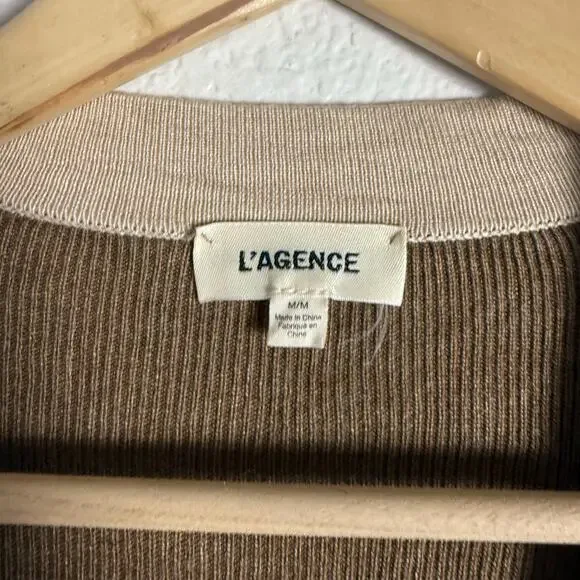 L'AGENCE
M/M
Made in China
Fabriqué en
Chine